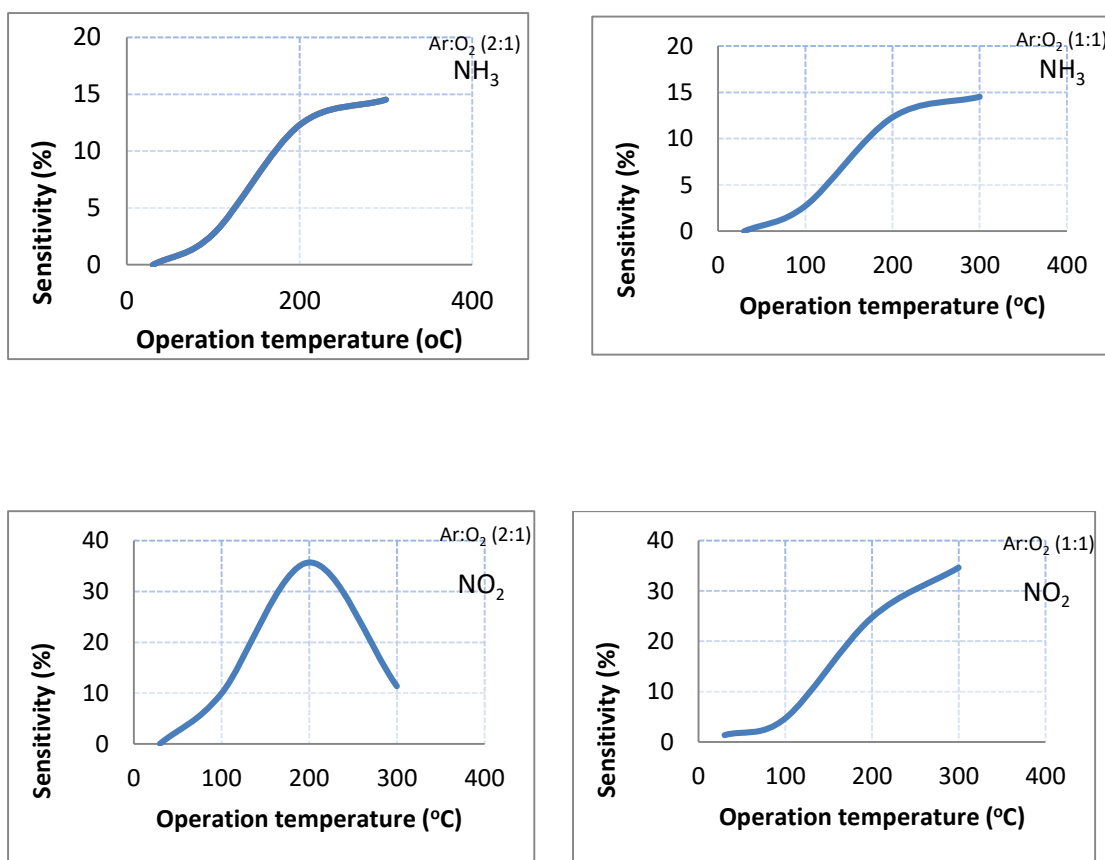 Ar:O₂ (2:1)
NH₃
20
15
10
5
0
0 200 400
Sensitivity (%)
Operation temperature (oC)
Ar:O₂ (1:1)
NH₃
20
15
10
5
0
0 100 200 300 400
Sensitivity (%)
Operation temperature (ᵒC)
Ar:O₂ (2:1)
NO₂
40
30
20
10
0
0 100 200 300 400
Sensitivity (%)
Operation temperature (ᵒC)
Ar:O₂ (1:1)
NO₂
40
30
20
10
0
0 100 200 300 400
Sensitivity (%)
Operation temperature (ᵒC)